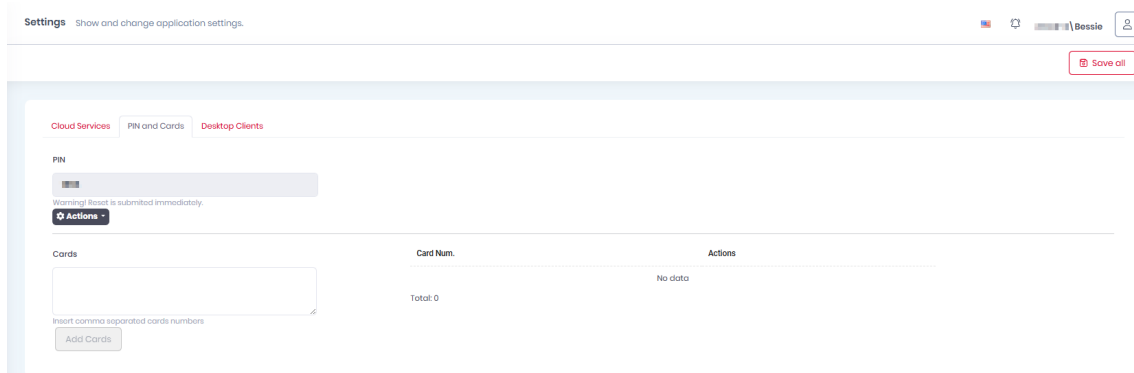 Settings Show and change application settings.
\Bessie
Save all
Cloud Services PIN and Cards Desktop Clients
PIN
Warning! Reset is submited immediately.
Actions
Cards
Card Num. Actions
No data
Total: 0
Insert comma separated cards numbers
Add Cards